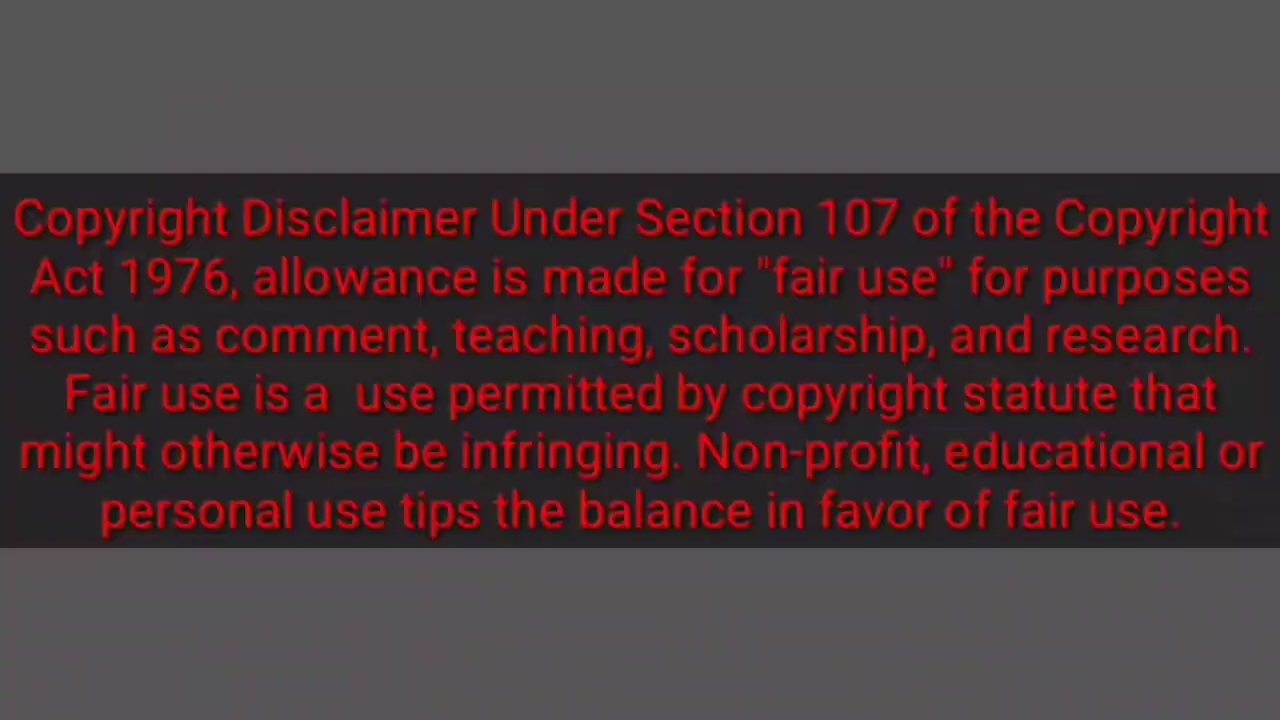 Copyright Disclaimer Under Section 107 of the Copyright
Act 1976, allowance is made for "fair use" for purposes
such as comment, teaching, scholarship, and research.
Fair use is a  use permitted by copyright statute that
might otherwise be infringing. Non-profit, educational or
personal use tips the balance in favor of fair use.